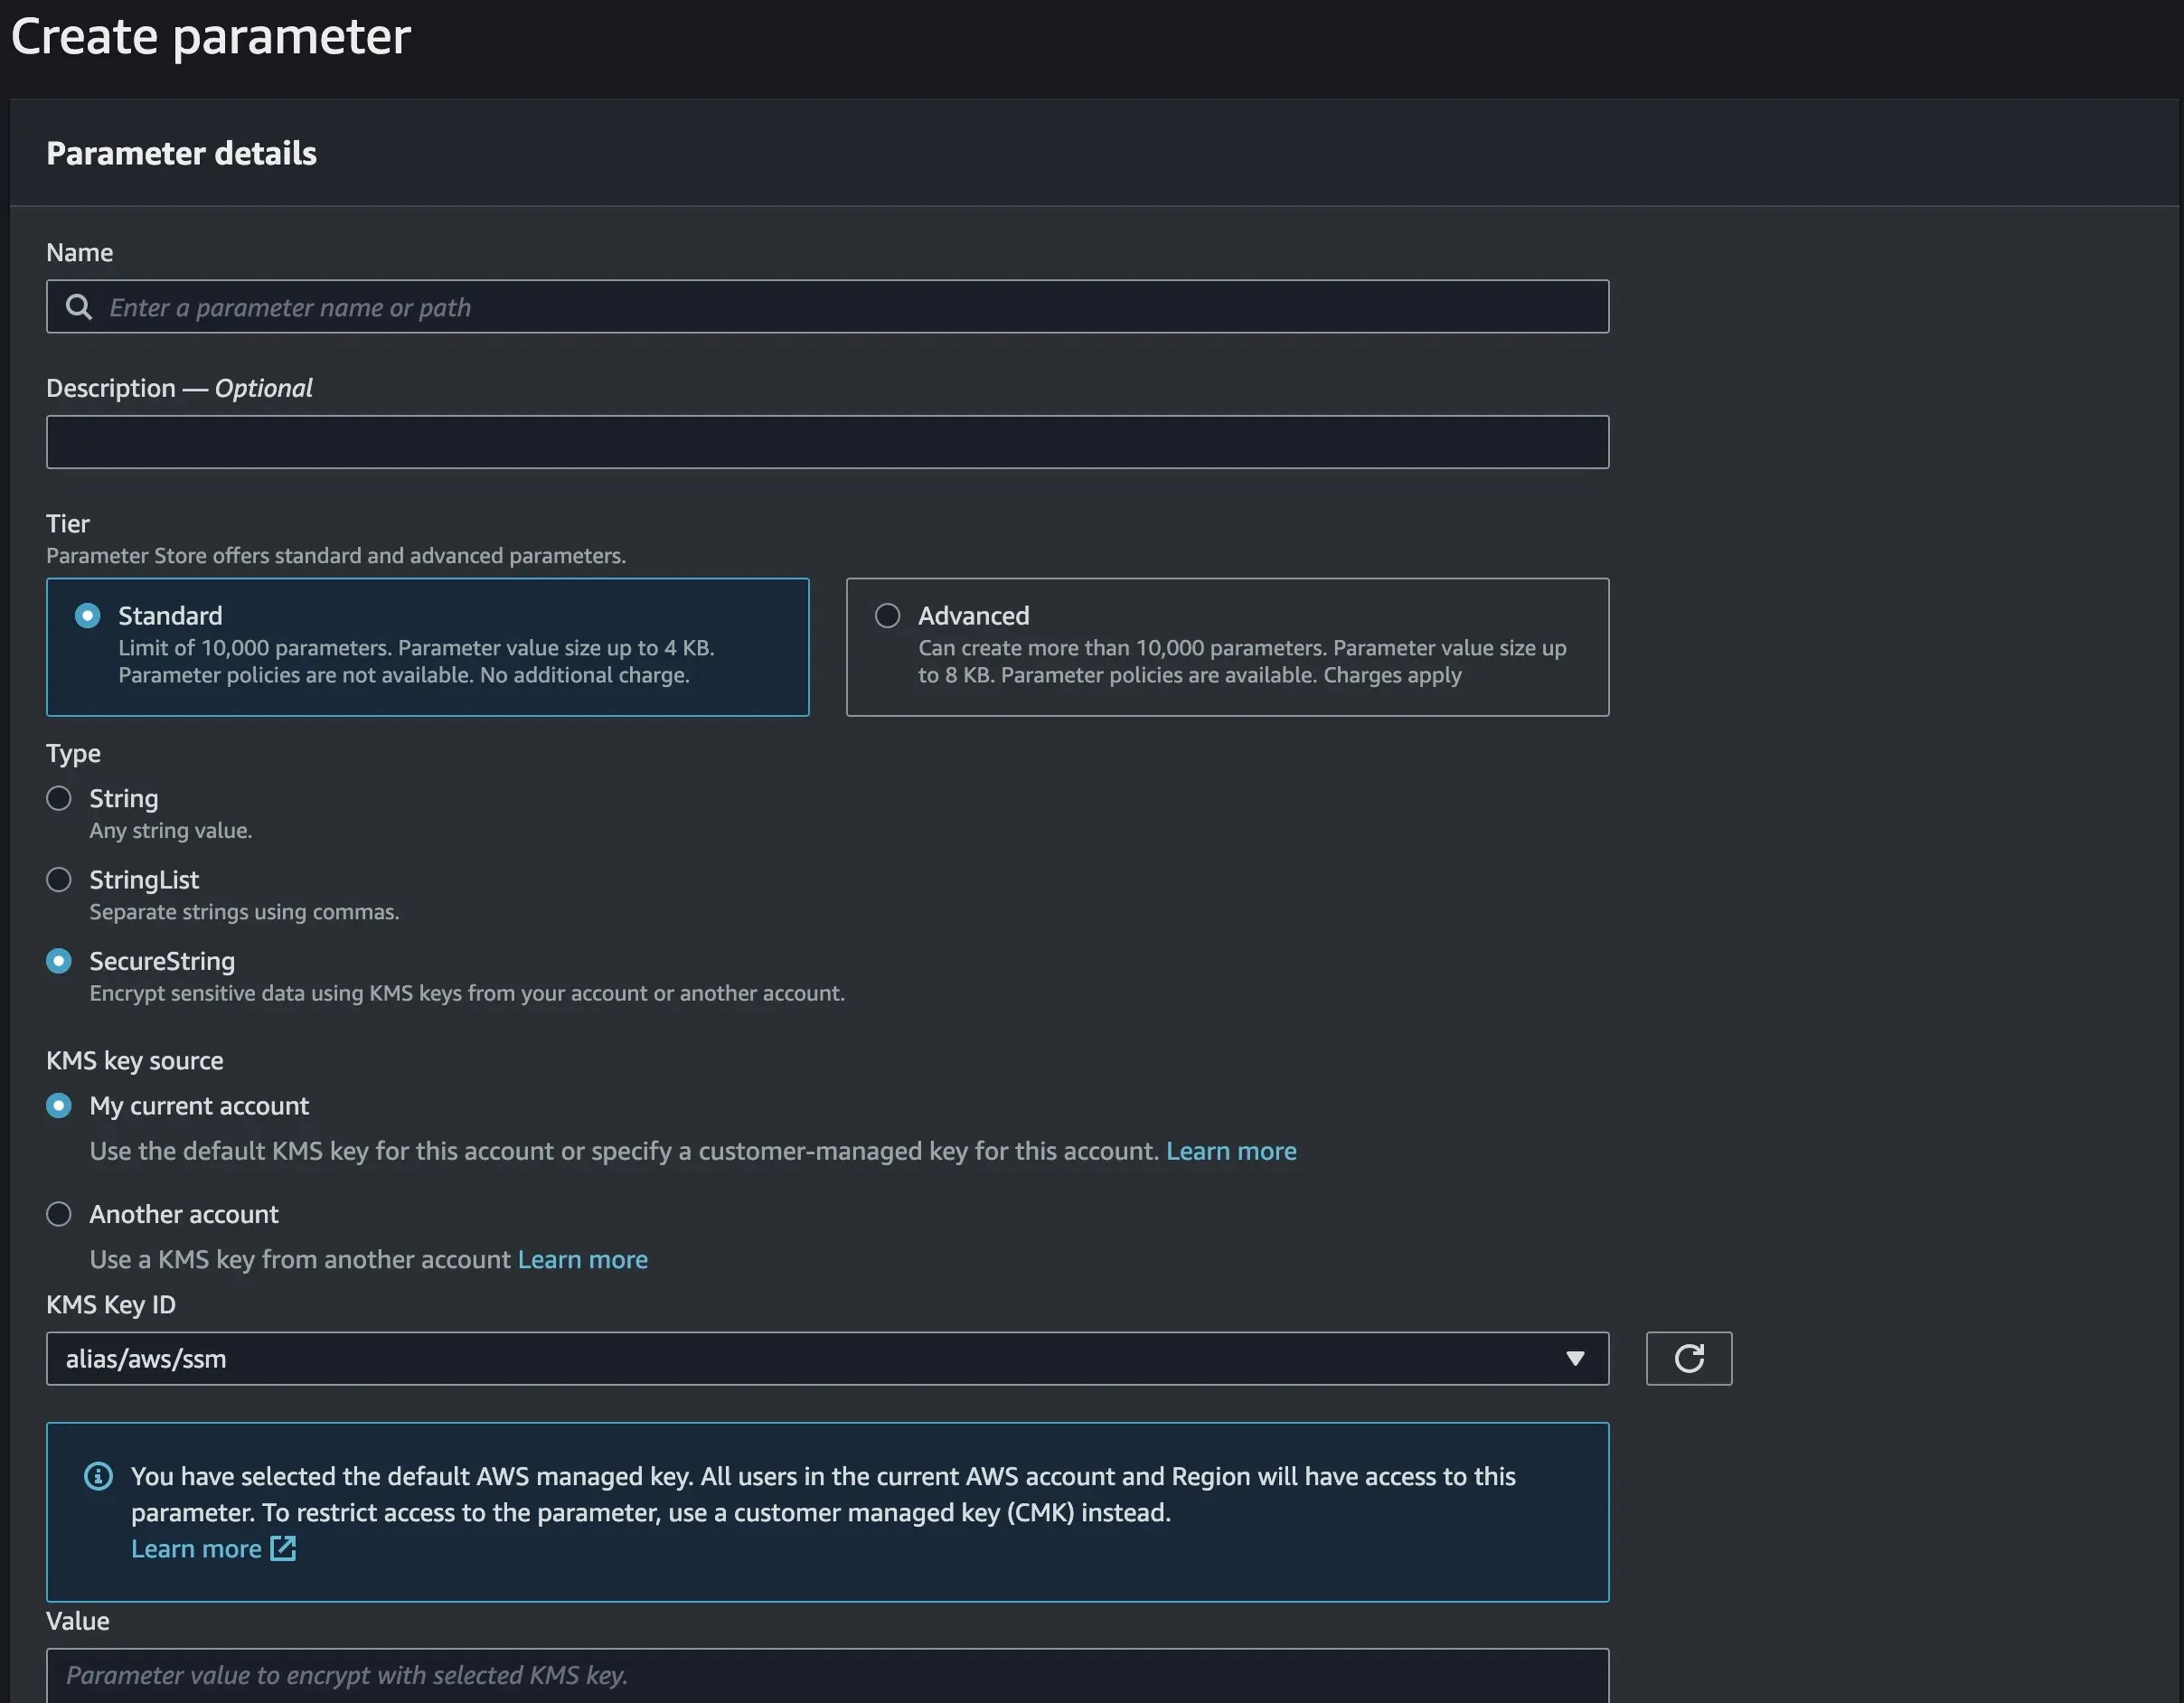 Create parameter
Parameter details
Name
Enter a parameter name or path
Description — Optional
Tier
Parameter Store offers standard and advanced parameters.
Standard
Limit of 10,000 parameters. Parameter value size up to 4 KB.
Parameter policies are not available. No additional charge.
Advanced
Can create more than 10,000 parameters. Parameter value size up
to 8 KB. Parameter policies are available. Charges apply
Type
String
Any string value.
StringList
Separate strings using commas.
SecureString
Encrypt sensitive data using KMS keys from your account or another account.
KMS key source
My current account
Use the default KMS key for this account or specify a customer-managed key for this account. Learn more
Another account
Use a KMS key from another account Learn more
KMS Key ID
alias/aws/ssm
You have selected the default AWS managed key. All users in the current AWS account and Region will have access to this
parameter. To restrict access to the parameter, use a customer managed key (CMK) instead.
Learn more
Value
Parameter value to encrypt with selected KMS key.